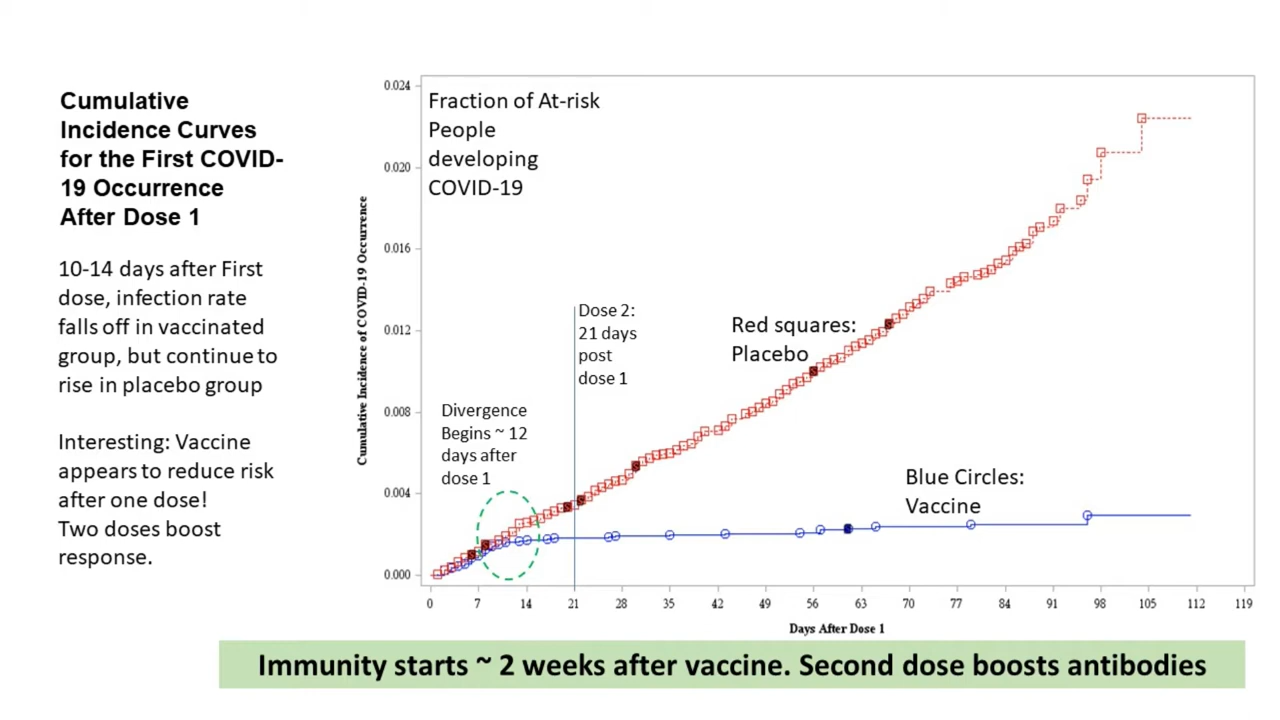 Cumulative
Incidence Curves
for the First COVID-
19 Occurrence
After Dose 1
10-14 days after First
dose, infection rate
falls off in vaccinated
group, but continue to
rise in placebo group
Interesting: Vaccine
appears to reduce risk
after one dose!
Two doses boost
response.
Cumulative Incidence of COVID-19 Occurrence
0.024
0.020
0.016
0.012
0.008
0.004
0.000
Fraction of At-risk
People
developing
COVID-19
Divergence
Begins ~ 12
days after
dose 1
Dose 2:
21 days
post
dose 1
Red squares:
Placebo
Blue Circles:
Vaccine
0 7 14 21 28 35 42 49 56 63 70 77 84 91 98 105 112 119
Days After Dose 1
Immunity starts ~ 2 weeks after vaccine. Second dose boosts antibodies